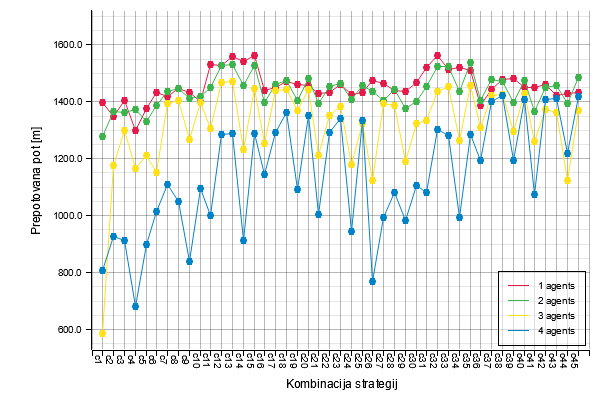 1600.0
1400.0
1200.0
1000.0
800.0
600.0
Prepotovana pot [m]
1 agents
2 agents
3 agents
4 agents
c1
c2
c3
c4
c5
c6
c7
c8
c9
c10
c11
c12
c13
c14
c15
c16
c17
c18
c19
c20
c21
c22
c23
c24
c25
c26
c27
c28
c29
c30
c31
c32
c33
c34
c35
c36
c37
c38
c39
c40
c41
c42
c43
c44
c45
Kombinacija strategij